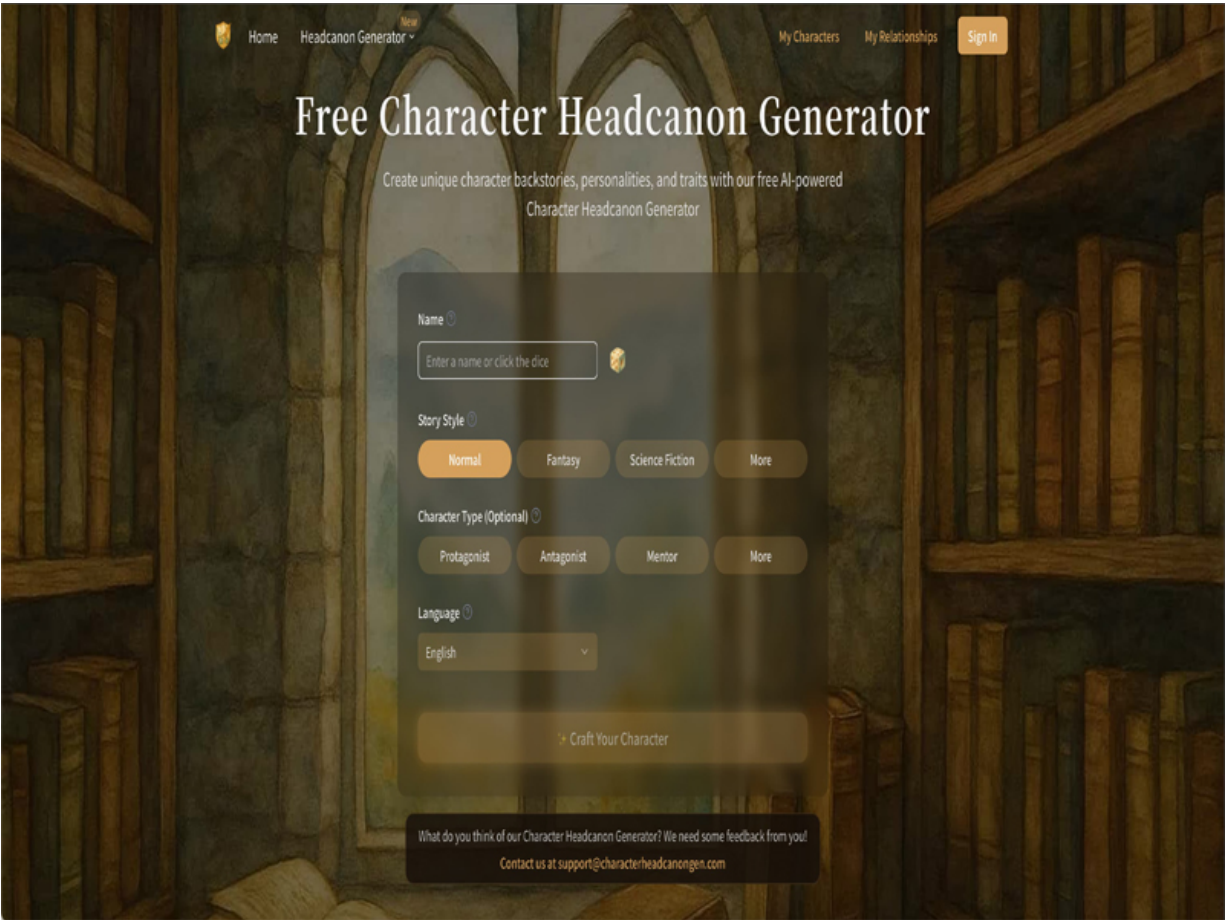 Home
Headcanon Generator
New
My Characters
My Relationships
Sign In
Free Character Headcanon Generator
Create unique character backstories, personalities, and traits with our free AI-powered
Character Headcanon Generator
Name
Enter a name or click the dice
Story Style
Normal
Fantasy
Science Fiction
More
Character Type (Optional)
Protagonist
Antagonist
Mentor
More
Language
English
✨ Craft Your Character
What do you think of our Character Headcanon Generator? We need some feedback from you!
Contact us at support@characterheadcanongen.com